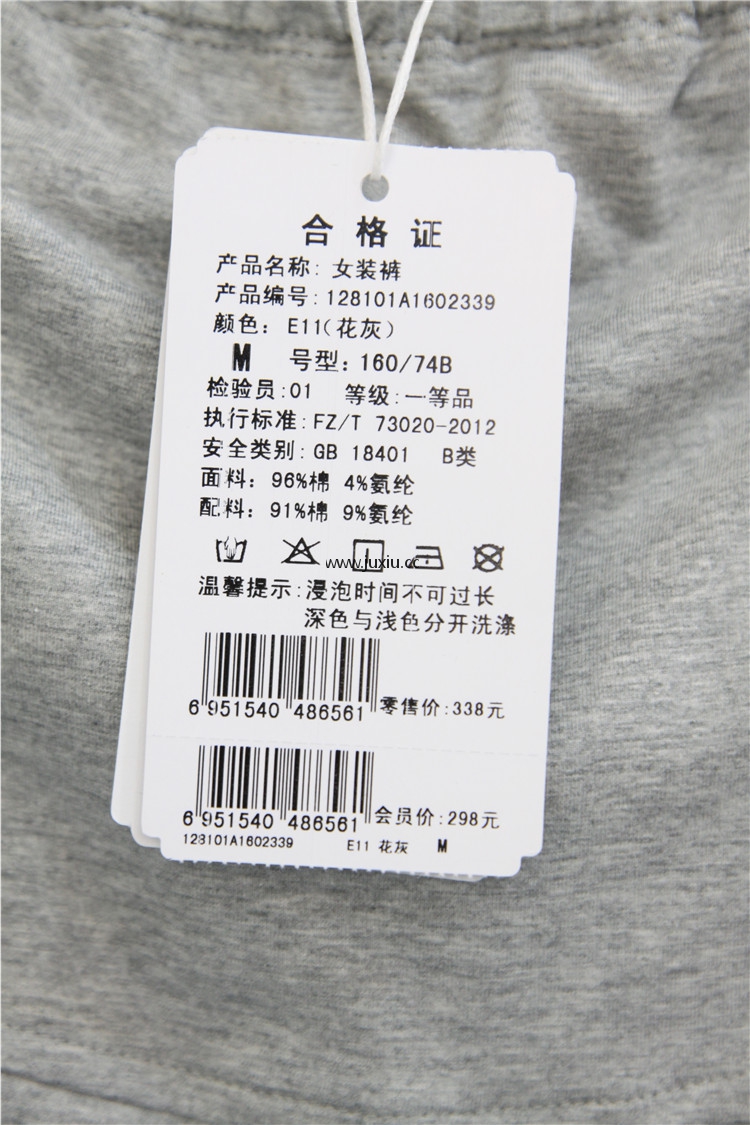 合格证
产品名称: 女装裤
产品编号: 128101A1602339
颜色: E11(花灰)
M 号型: 160/74B
检验员:01 等级:一等品
执行标准: FZ/T 73020-2012
安全类别: GB 18401 B类
面料: 96%棉 4%氨纶
配料: 91%棉 9%氨纶
www.juxiu.cc
温馨提示:浸泡时间不可过长
深色与浅色分开洗涤
6 951540 486561 零售价:338元
6 951540 486561 会员价:298元
128101A1602339 E11 花灰 M